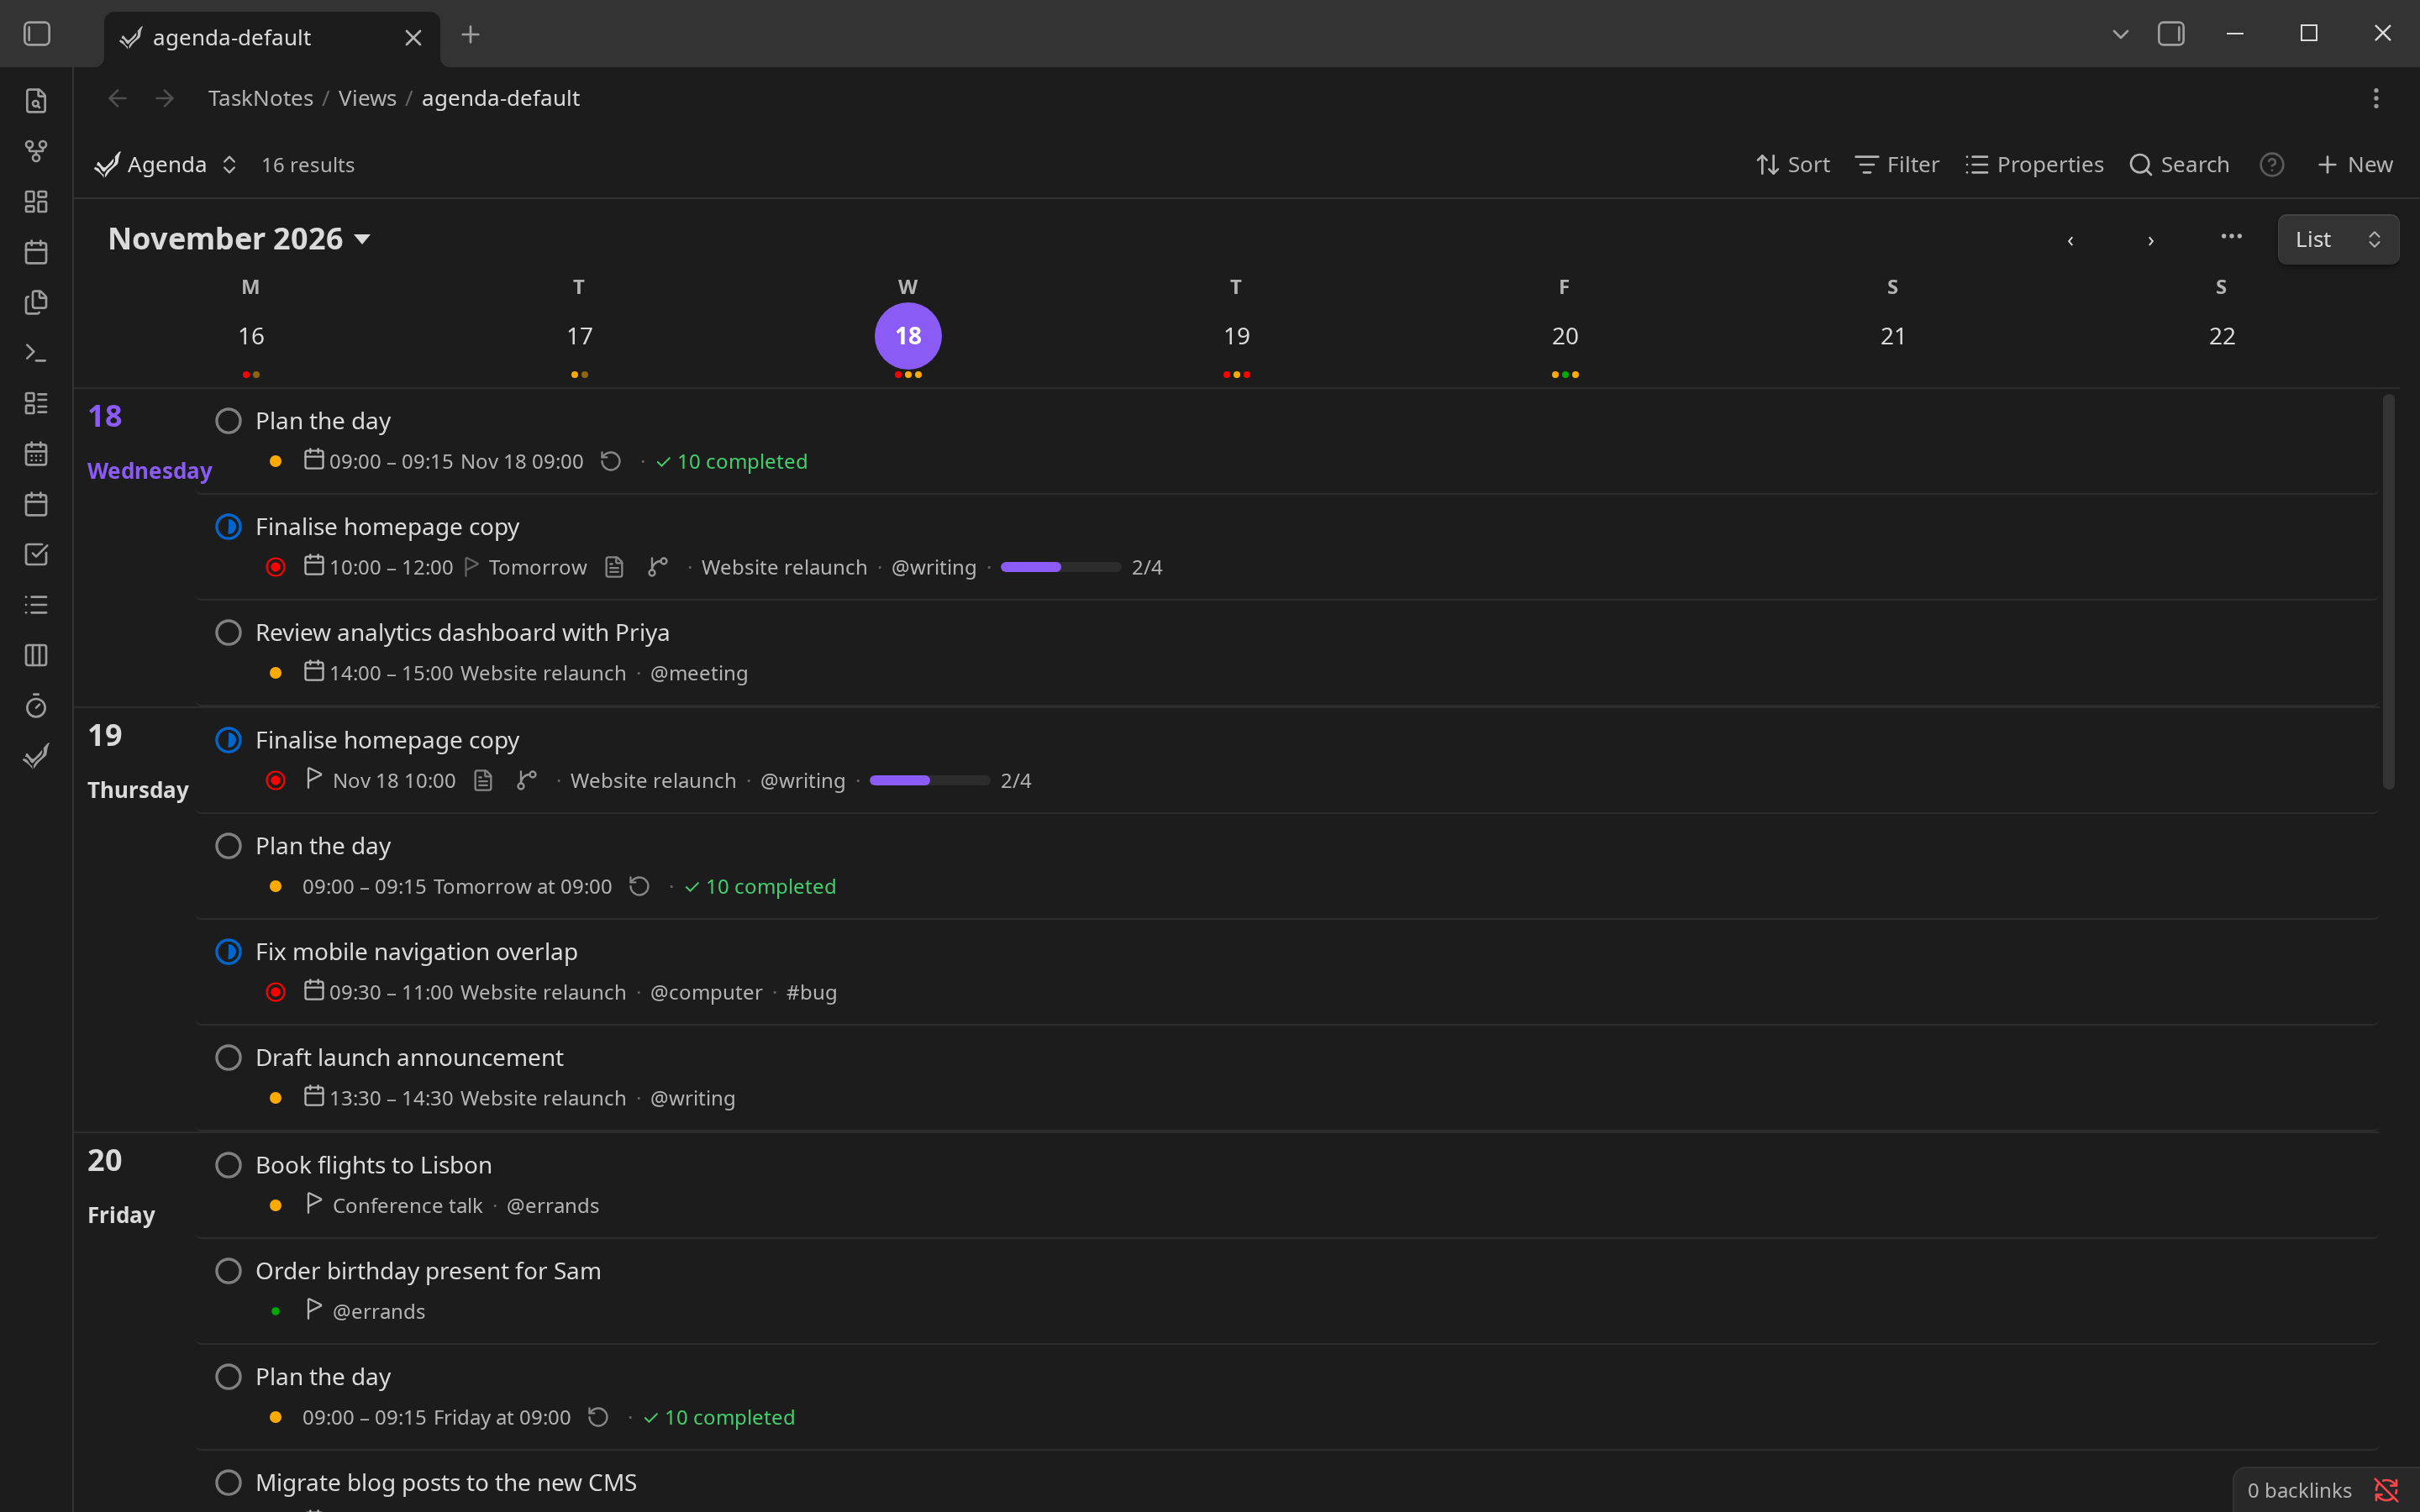 agenda-default
TaskNotes / Views / agenda-default
Agenda 16 results Sort Filter Properties Search New
November 2026 List
M T W T F S S
16 17 18 19 20 21 22
18
Wednesday
Plan the day
09:00 – 09:15 Nov 18 09:00 · 10 completed
Finalise homepage copy
10:00 – 12:00 Tomorrow · Website relaunch · @writing · 2/4
Review analytics dashboard with Priya
14:00 – 15:00 Website relaunch · @meeting
19
Thursday
Finalise homepage copy
Nov 18 10:00 · Website relaunch · @writing · 2/4
Plan the day
09:00 – 09:15 Tomorrow at 09:00 · 10 completed
Fix mobile navigation overlap
09:30 – 11:00 Website relaunch · @computer · #bug
Draft launch announcement
13:30 – 14:30 Website relaunch · @writing
20
Friday
Book flights to Lisbon
Conference talk · @errands
Order birthday present for Sam
@errands
Plan the day
09:00 – 09:15 Friday at 09:00 · 10 completed
Migrate blog posts to the new CMS
0 backlinks